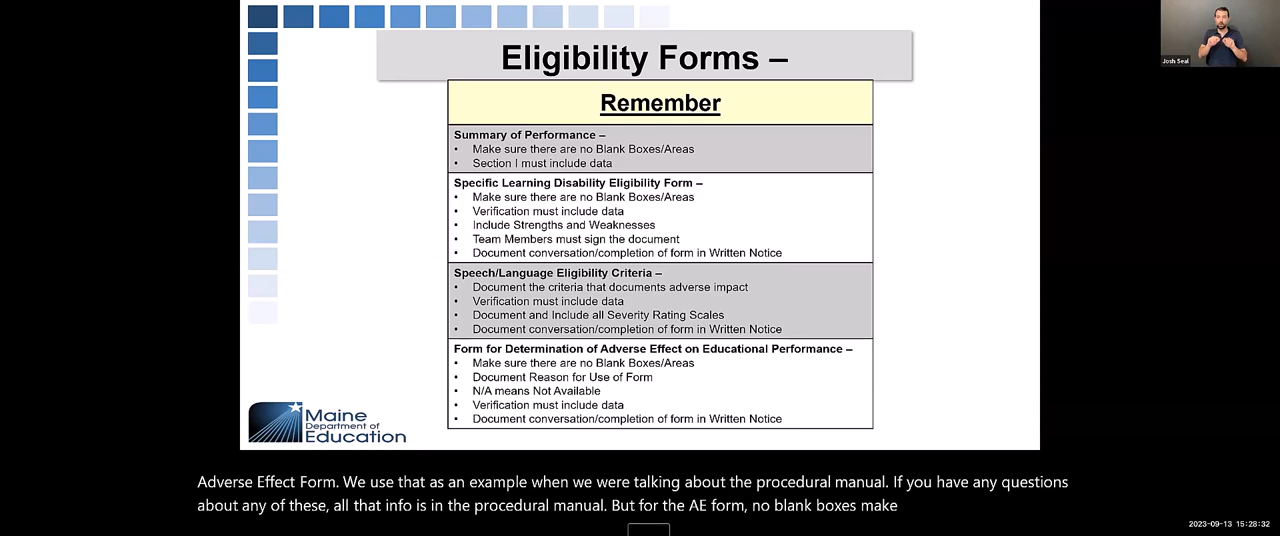 Eligibility Forms –
Remember
Summary of Performance –
• Make sure there are no Blank Boxes/Areas
• Section I must include data
Specific Learning Disability Eligibility Form –
• Make sure there are no Blank Boxes/Areas
• Verification must include data
• Include Strengths and Weaknesses
• Team Members must sign the document
• Document conversation/completion of form in Written Notice
Speech/Language Eligibility Criteria –
• Document the criteria that documents adverse impact
• Verification must include data
• Document and Include all Severity Rating Scales
• Document conversation/completion of form in Written Notice
Form for Determination of Adverse Effect on Educational Performance –
• Make sure there are no Blank Boxes/Areas
• Document Reason for Use of Form
• N/A means Not Available
• Verification must include data
• Document conversation/completion of form in Written Notice
Maine
Department of
Education
Josh Seal
Adverse Effect Form. We use that as an example when we were talking about the procedural manual. If you have any questions
about any of these, all that info is in the procedural manual. But for the AE form, no blank boxes make
2023-09-13 15:28:32